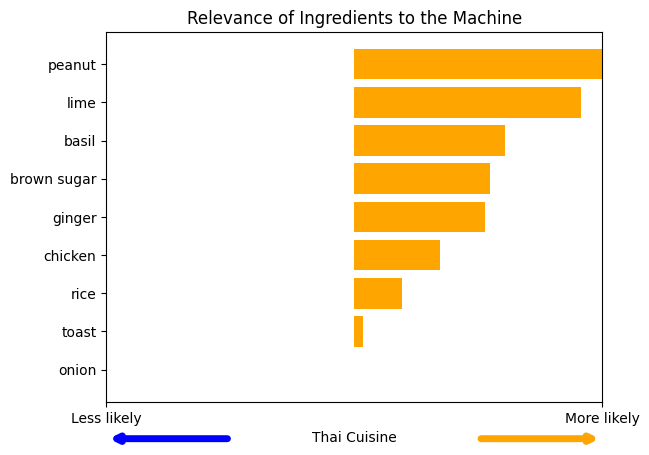 Relevance of Ingredients to the Machine
peanut
lime
basil
brown sugar
ginger
chicken
rice
toast
onion
Less likely
More likely
Thai Cuisine